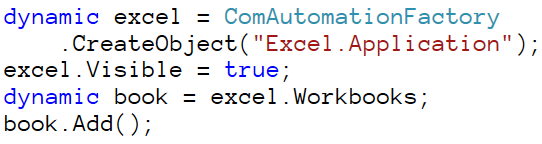 dynamic excel = ComAutomationFactory
    .CreateObject("Excel.Application");
excel.Visible = true;
dynamic book = excel.Workbooks;
book.Add();